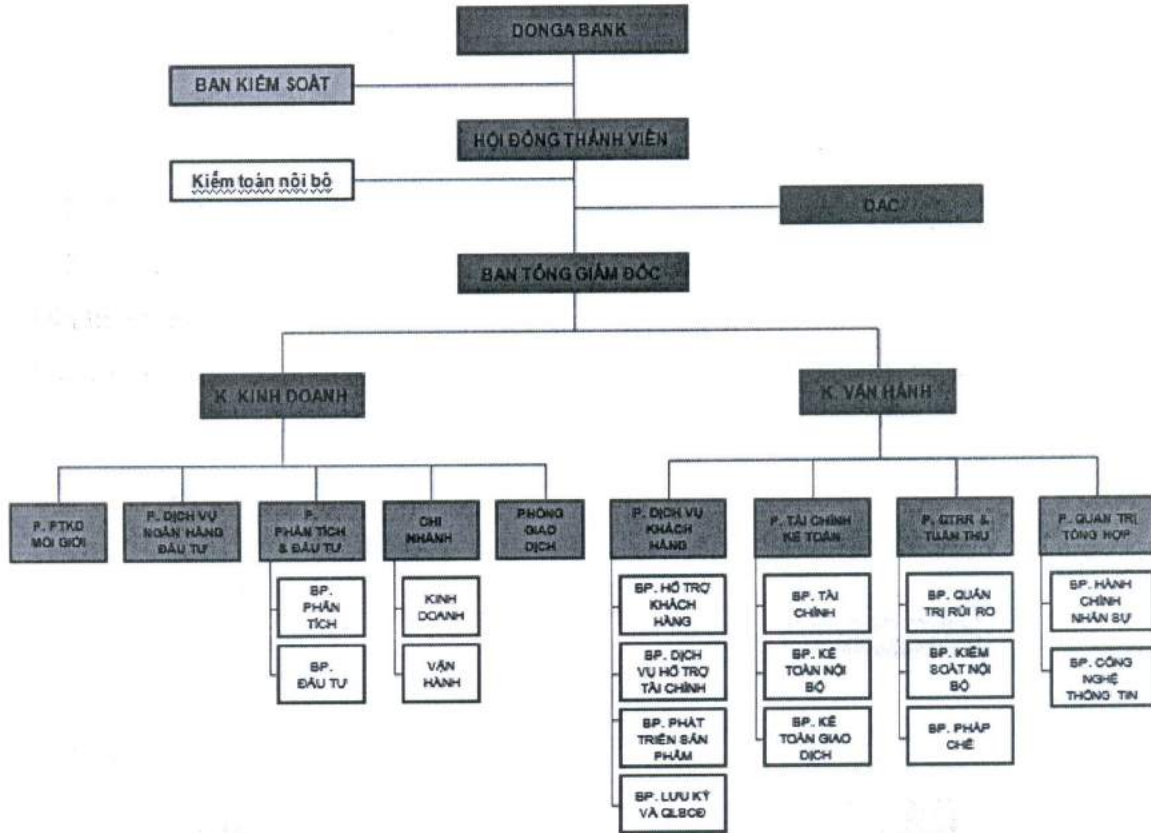 DONGA BANK
BAN KIỂM SOÁT
HỘI ĐỒNG THÀNH VIÊN
Kiểm toán nội bộ
DAC
BAN TỔNG GIÁM ĐỐC
K. KINH DOANH
K. VẬN HÀNH
P. PTKD
MÔI GIỚI
P. DỊCH VỤ
NGÂN HÀNG
ĐẦU TƯ
P.
PHÂN TÍCH
& ĐẦU TƯ
CHI
NHÁNH
PHÒNG
GIAO
DỊCH
P. DỊCH VỤ
KHÁCH
HÀNG
P. TÀI CHÍNH
KẾ TOÁN
P. QTRR &
TUÂN THỦ
P. QUẢN TRỊ
TỔNG HỢP
BP.
PHÂN
TÍCH
BP.
ĐẦU TƯ
KINH
DOANH
VẬN
HÀNH
BP. HỖ TRỢ
KHÁCH
HÀNG
BP. DỊCH
VỤ HỖ TRỢ
TÀI CHÍNH
BP. PHÁT
TRIỂN SẢN
PHẨM
BP. LƯU KÝ
VÀ QLSCĐ
BP. TÀI
CHÍNH
BP. KẾ
TOÁN NỘI
BỘ
BP. KẾ
TOÁN GIAO
DỊCH
BP. QUẢN
TRỊ RỦI RO
BP. KIỂM
SOÁT NỘI
BỘ
BP. PHÁP
CHẾ
BP. HÀNH
CHÍNH
NHÂN SỰ
BP. CÔNG
NGHỆ
THÔNG TIN